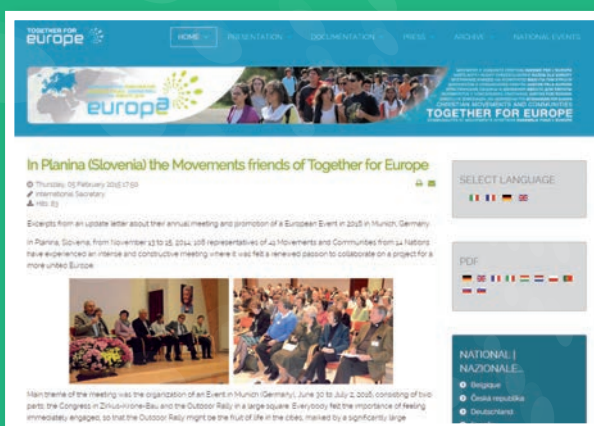 TOGETHER FOR
europe
HOME
PRESENTATION
DOCUMENTATION
PRESS
ARCHIVE
NATIONAL EVENTS
europa
CHRISTIAN MOVEMENTS AND COMMUNITIES
TOGETHER FOR EUROPE
In Planina (Slovenia) the Movements friends of Together for Europe
Thursday, 05 February 2015 17:50
International Secretary
Hits: 83
Excerpts from an update letter about their annual meeting and promotion of a European Event in 2016 in Munich, Germany
In Planina, Slovenia, from November 13 to 15, 2014, 108 representatives of 41 Movements and Communities from 14 Nations
have experienced an intense and constructive meeting where it was felt a renewed passion to collaborate on a project for a
more united Europe.
Main theme of the meeting was the organization of an Event in Munich (Germany), June 30 to July 2, 2016, consisting of two
parts: the Congress in Zirkus-Krone-Bau and the Outdoor Rally in a large square. Everybody felt the importance of feeling
immediately engaged, so that the Outdoor Rally might be the fruit of life in the cities, marked by a significantly large
SELECT LANGUAGE
PDF
NATIONAL |
NAZIONALE...
Belgique
Česká republika
Deutschland